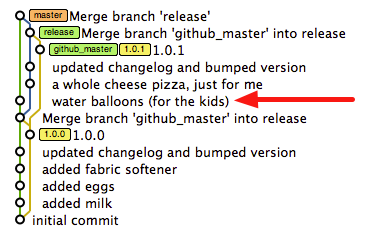 master Merge branch 'release'
release Merge branch 'github_master' into release
github_master 1.0.1 1.0.1
updated changelog and bumped version
a whole cheese pizza, just for me
water balloons (for the kids)
Merge branch 'github_master' into release
1.0.0 1.0.0
updated changelog and bumped version
added fabric softener
added eggs
added milk
initial commit